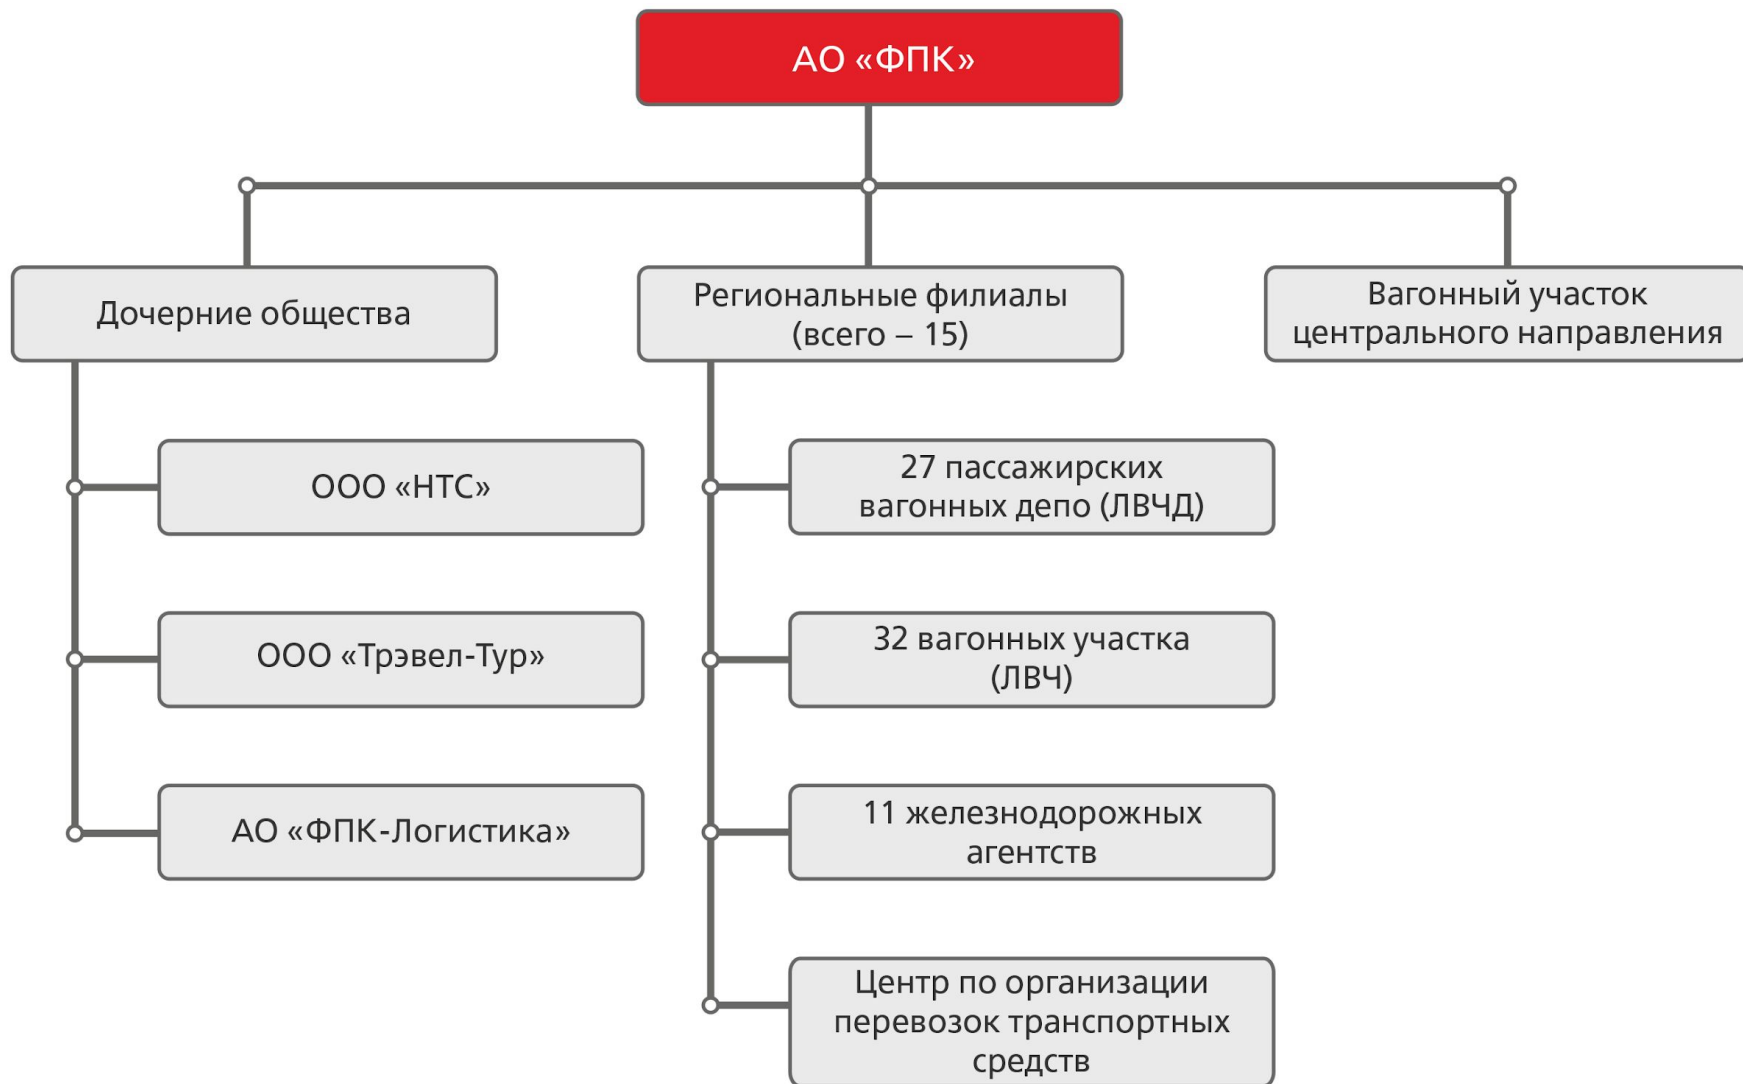 АО «ФПК»
Дочерние общества
Региональные филиалы
(всего – 15)
Вагонный участок
центрального направления
ООО «НТС»
ООО «Трэвел-Тур»
АО «ФПК-Логистика»
27 пассажирских
вагонных депо (ЛВЧД)
32 вагонных участка
(ЛВЧ)
11 железнодорожных
агентств
Центр по организации
перевозок транспортных
средств